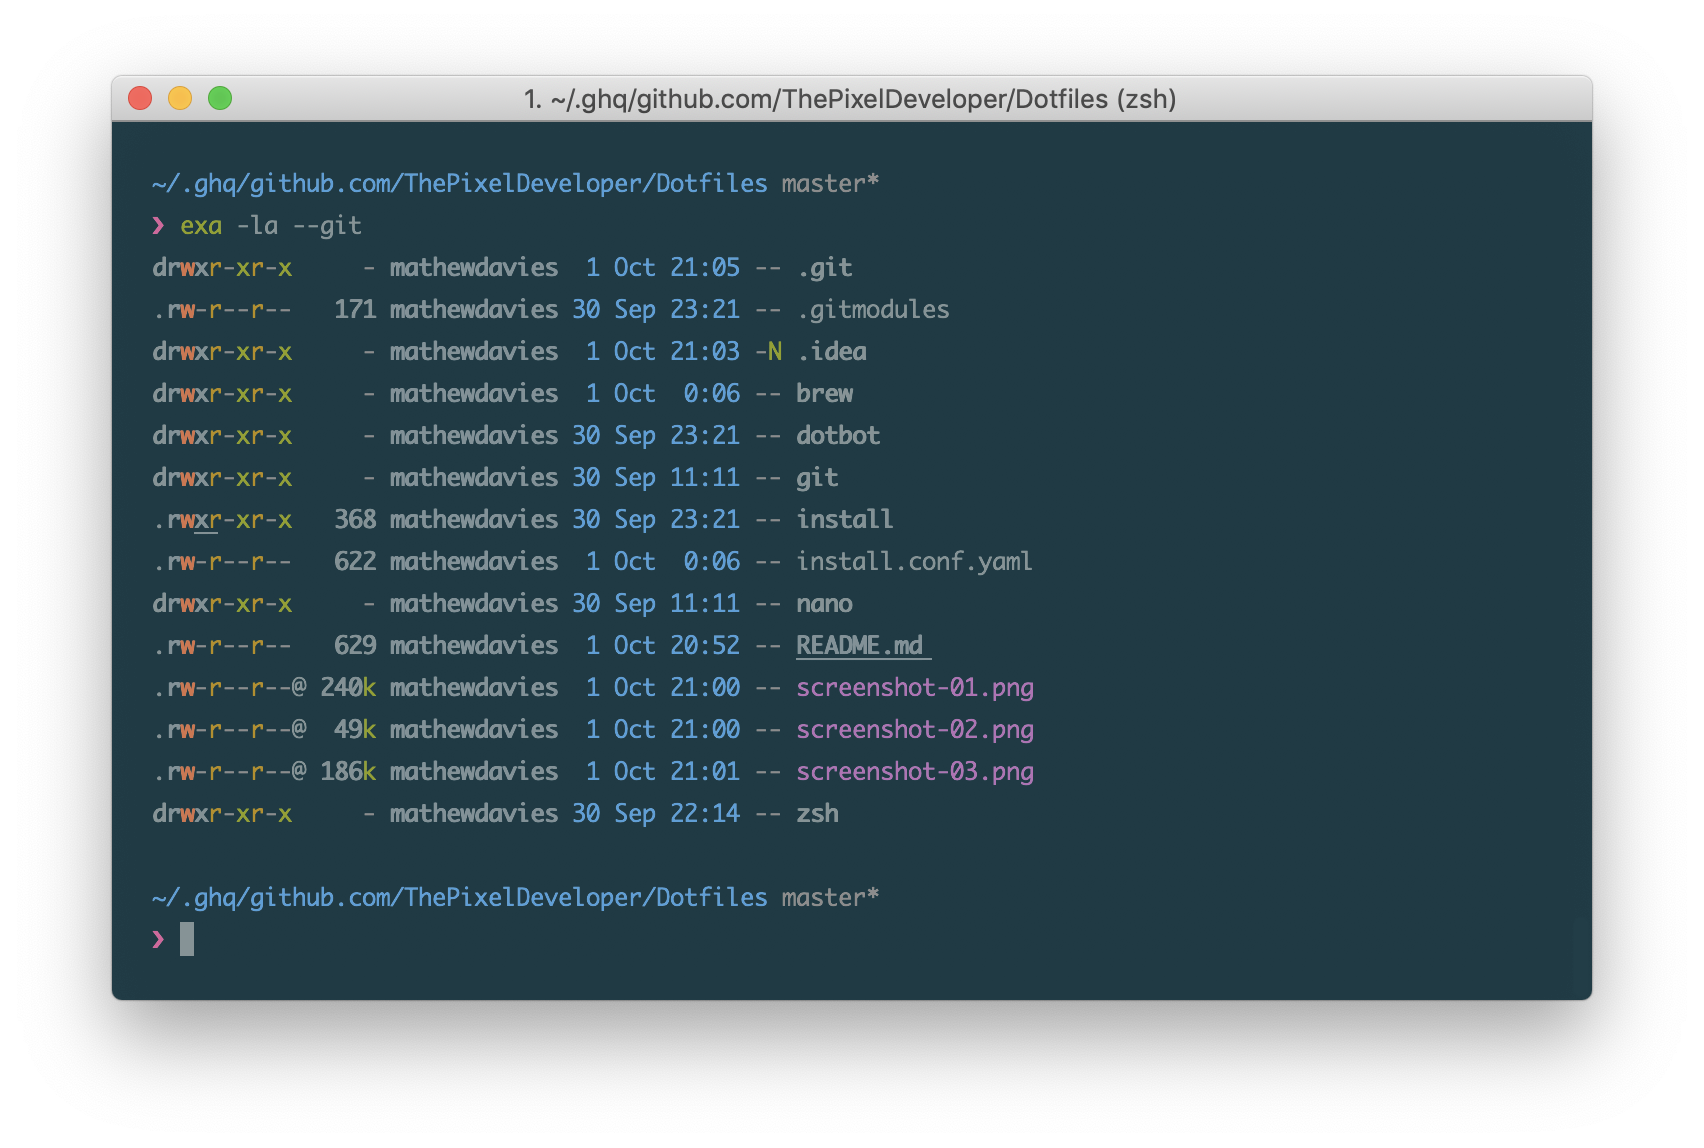 1. ~/.ghq/github.com/ThePixelDeveloper/Dotfiles (zsh)
~/.ghq/github.com/ThePixelDeveloper/Dotfiles master*
❯ exa -la --git
drwxr-xr-x     - mathewdavies  1 Oct 21:05 -- .git
.rw-r--r--   171 mathewdavies 30 Sep 23:21 -- .gitmodules
drwxr-xr-x     - mathewdavies  1 Oct 21:03 -N .idea
drwxr-xr-x     - mathewdavies  1 Oct  0:06 -- brew
drwxr-xr-x     - mathewdavies 30 Sep 23:21 -- dotbot
drwxr-xr-x     - mathewdavies 30 Sep 11:11 -- git
.rwxr-xr-x   368 mathewdavies 30 Sep 23:21 -- install
.rw-r--r--   622 mathewdavies  1 Oct  0:06 -- install.conf.yaml
drwxr-xr-x     - mathewdavies 30 Sep 11:11 -- nano
.rw-r--r--   629 mathewdavies  1 Oct 20:52 -- README.md
.rw-r--r--@ 240k mathewdavies  1 Oct 21:00 -- screenshot-01.png
.rw-r--r--@  49k mathewdavies  1 Oct 21:00 -- screenshot-02.png
.rw-r--r--@ 186k mathewdavies  1 Oct 21:01 -- screenshot-03.png
drwxr-xr-x     - mathewdavies 30 Sep 22:14 -- zsh
~/.ghq/github.com/ThePixelDeveloper/Dotfiles master*
❯